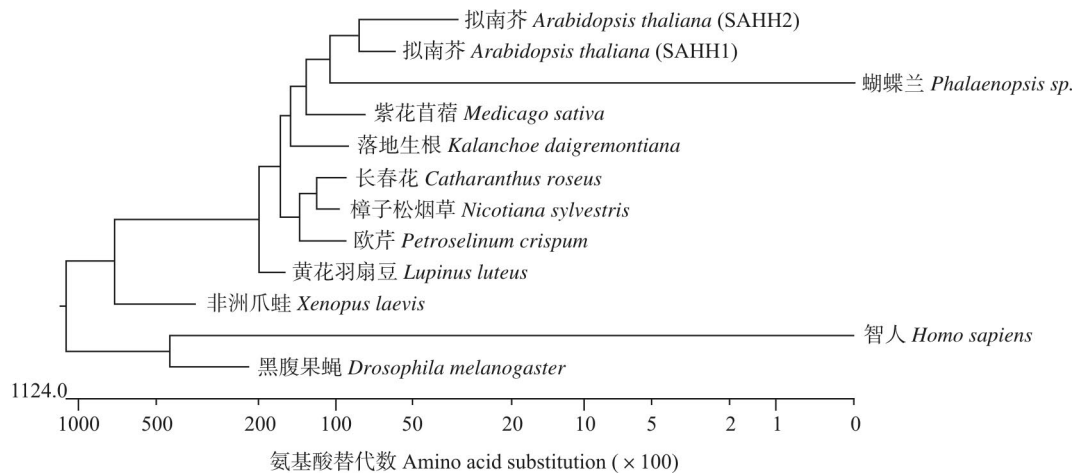 拟南芥 Arabidopsis thaliana (SAHH2)
拟南芥 Arabidopsis thaliana (SAHH1)
蝴蝶兰 Phalaenopsis sp.
紫花苜蓿 Medicago sativa
落地生根 Kalanchoe daigremontiana
长春花 Catharanthus roseus
樟子松烟草 Nicotiana sylvestris
欧芹 Petroselinum crispum
黄花羽扇豆 Lupinus luteus
非洲爪蛙 Xenopus laevis
智人 Homo sapiens
黑腹果蝇 Drosophila melanogaster
1124.0
1000 500 200 100 50 20 10 5 2 1 0
氨基酸替代数 Amino acid substitution ( × 100)